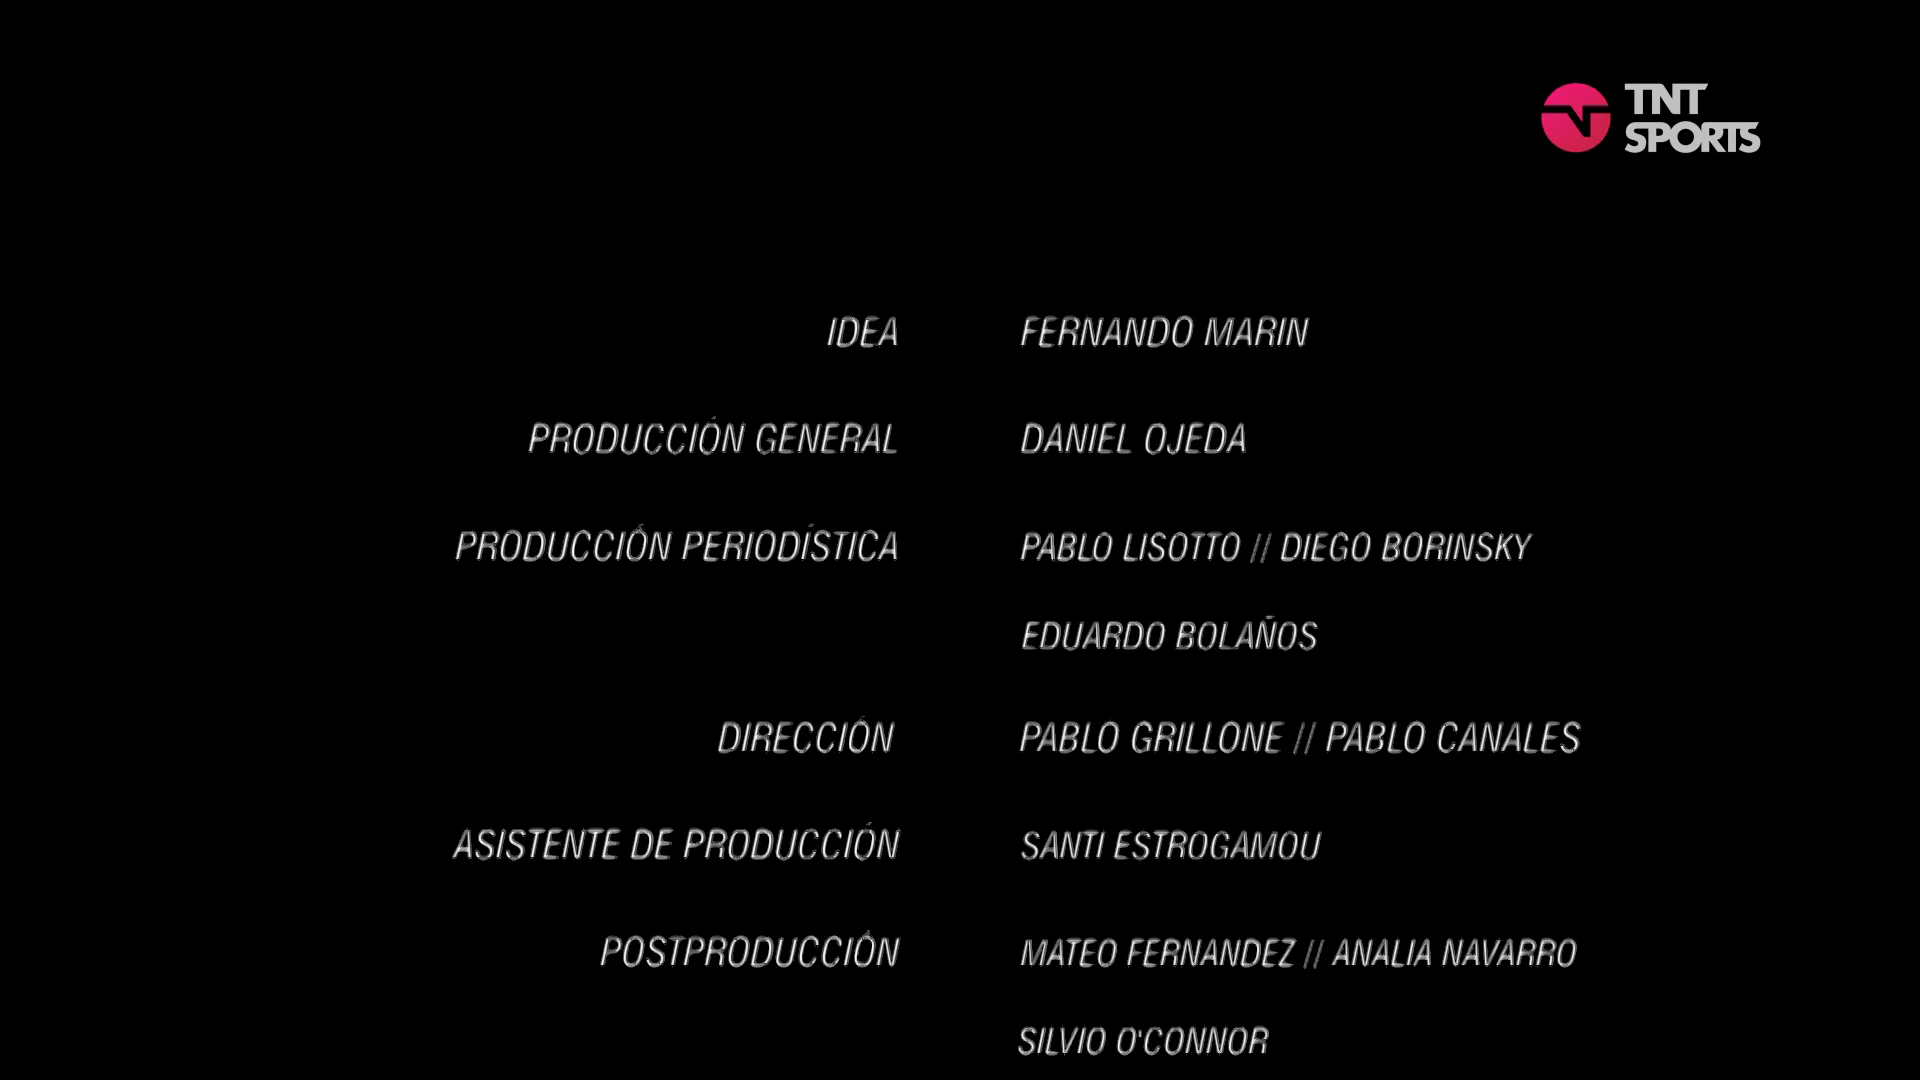 TNT
SPORTS
IDEA FERNANDO MARIN
PRODUCCIÓN GENERAL DANIEL OJEDA
PRODUCCIÓN PERIODÍSTICA PABLO LISOTTO // DIEGO BORINSKY
EDUARDO BOLAÑOS
DIRECCIÓN PABLO GRILLONE // PABLO CANALES
ASISTENTE DE PRODUCCIÓN SANTI ESTROGAMOU
POSTPRODUCCIÓN MATEO FERNANDEZ // ANALIA NAVARRO
SILVIO O'CONNOR